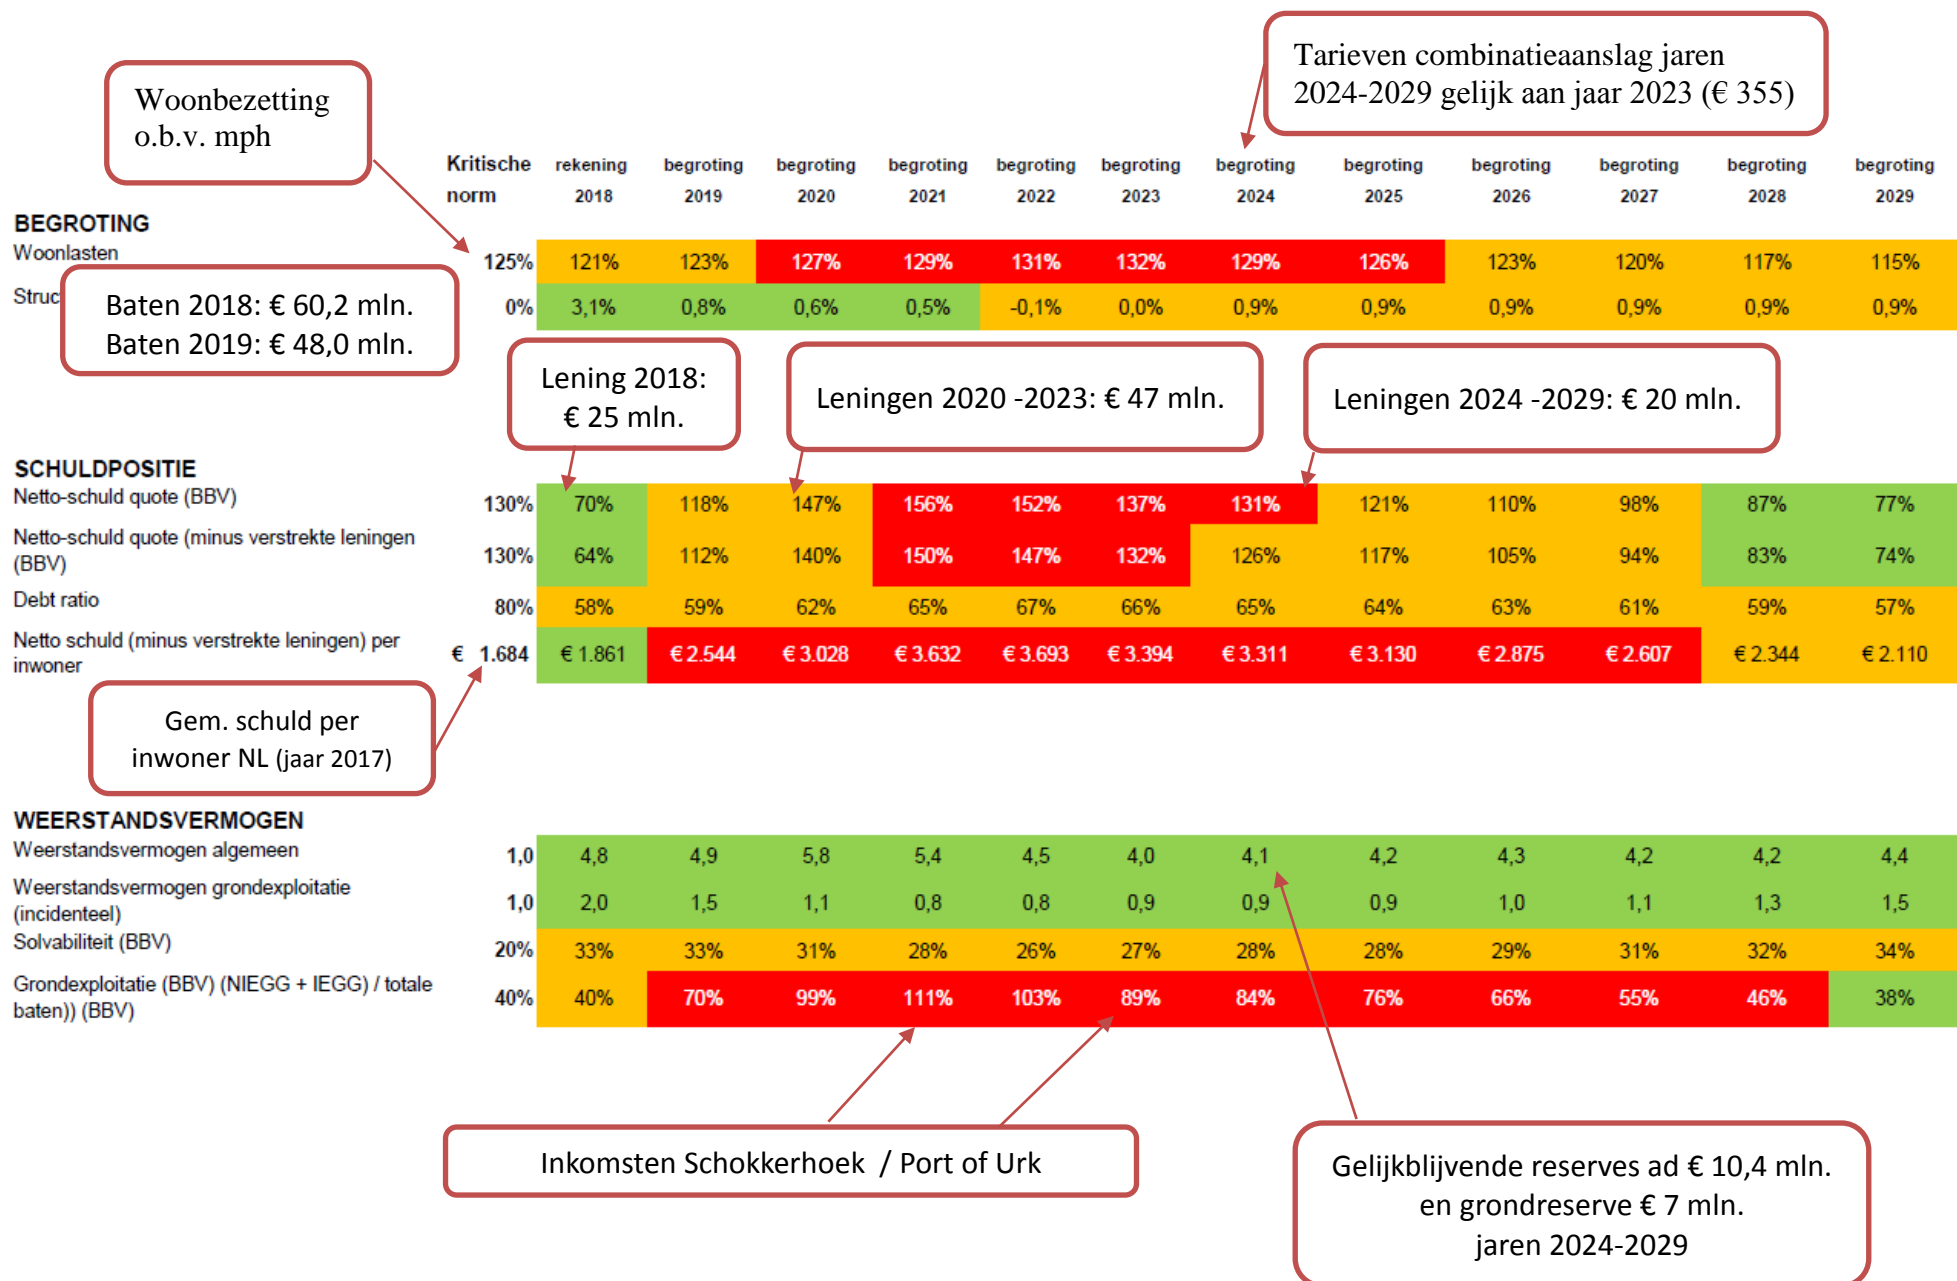 Tarieven combinatieaanslag jaren
2024-2029 gelijk aan jaar 2023 (€ 355)
Woonbezetting
o.b.v. mph
Kritische rekening begroting begroting begroting begroting begroting begroting begroting begroting begroting begroting begroting
norm 2018 2019 2020 2021 2022 2023 2024 2025 2026 2027 2028 2029
BEGROTING
Woonlasten 125% 121% 123% 127% 129% 131% 132% 129% 126% 123% 120% 117% 115%
Struc 0% 3,1% 0,8% 0,6% 0,5% -0,1% 0,0% 0,9% 0,9% 0,9% 0,9% 0,9% 0,9%
Baten 2018: € 60,2 mln.
Baten 2019: € 48,0 mln.
Lening 2018:
€ 25 mln.
Leningen 2020 -2023: € 47 mln.
Leningen 2024 -2029: € 20 mln.
SCHULDPOSITIE
Netto-schuld quote (BBV) 130% 70% 118% 147% 156% 152% 137% 131% 121% 110% 98% 87% 77%
Netto-schuld quote (minus verstrekte leningen
(BBV) 130% 64% 112% 140% 150% 147% 132% 126% 117% 105% 94% 83% 74%
Debt ratio 80% 58% 59% 62% 65% 67% 66% 65% 64% 63% 61% 59% 57%
Netto schuld (minus verstrekte leningen) per
inwoner € 1.684 € 1.861 € 2.544 € 3.028 € 3.632 € 3.693 € 3.394 € 3.311 € 3.130 € 2.875 € 2.607 € 2.344 € 2.110
Gem. schuld per
inwoner NL (jaar 2017)
WEERSTANDSVERMOGEN
Weerstandsvermogen algemeen 1,0 4,8 4,9 5,8 5,4 4,5 4,0 4,1 4,2 4,3 4,2 4,2 4,4
Weerstandsvermogen grondexploitatie
(incidenteel) 1,0 2,0 1,5 1,1 0,8 0,8 0,9 0,9 0,9 1,0 1,1 1,3 1,5
Solvabiliteit (BBV) 20% 33% 33% 31% 28% 26% 27% 28% 28% 29% 31% 32% 34%
Grondexploitatie (BBV) (NIEGG + IEGG) / totale
baten)) (BBV) 40% 40% 70% 99% 111% 103% 89% 84% 76% 66% 55% 46% 38%
Inkomsten Schokkerhoek / Port of Urk
Gelijkblijvende reserves ad € 10,4 mln.
en grondreserve € 7 mln.
jaren 2024-2029